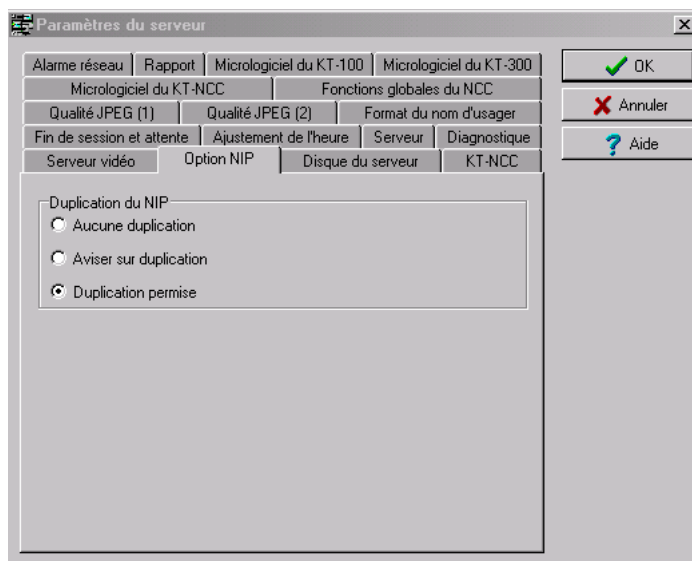 Paramètres du serveur
Alarme réseau Rapport Micrologiciel du KT-100 Micrologiciel du KT-300
Micrologiciel du KT-NCC Fonctions globales du NCC
Qualité JPEG (1) Qualité JPEG (2) Format du nom d'usager
Fin de session et attente Ajustement de l'heure Serveur Diagnostique
Serveur vidéo Option NIP Disque du serveur KT-NCC
Duplication du NIP
Aucune duplication
Aviser sur duplication
Duplication permise
OK
Annuler
Aide